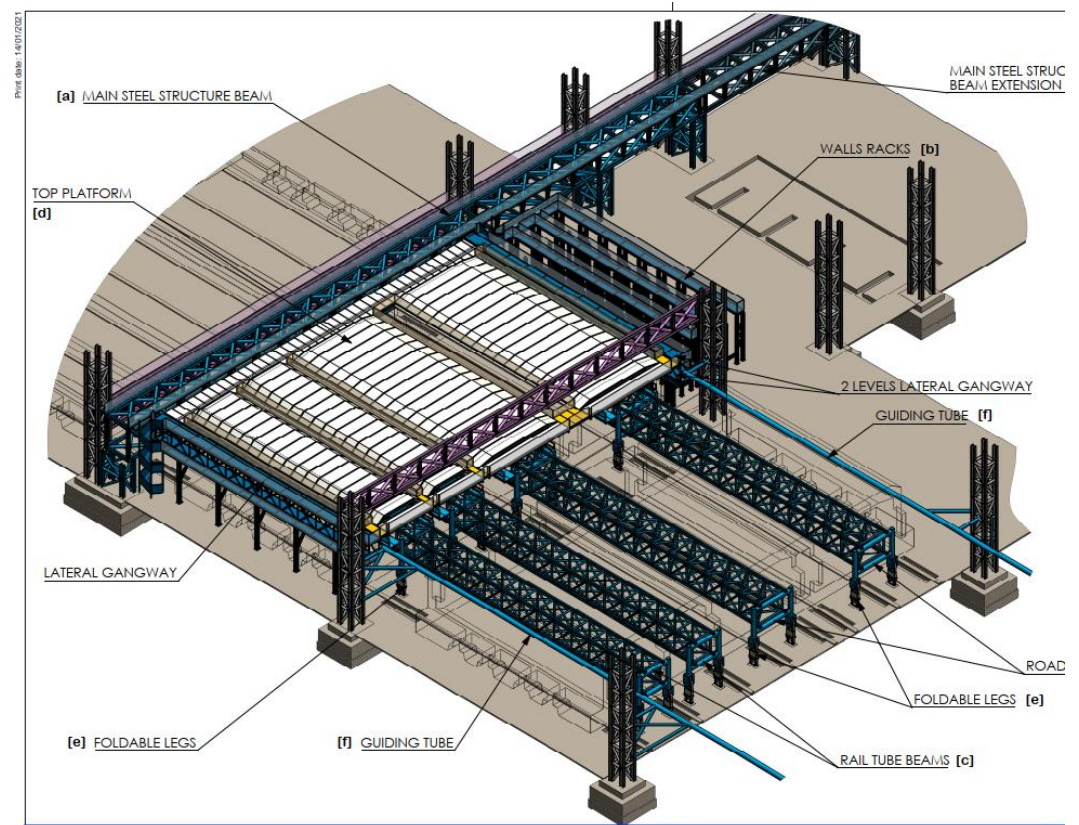 Print date: 14/01/2021
[a] MAIN STEEL STRUCTURE BEAM
MAIN STEEL STRUC
BEAM EXTENSION
WALLS RACKS [b]
TOP PLATFORM
[d]
2 LEVELS LATERAL GANGWAY
GUIDING TUBE [f]
LATERAL GANGWAY
ROAD
FOLDABLE LEGS [e]
[e] FOLDABLE LEGS
[f] GUIDING TUBE
RAIL TUBE BEAMS [c]